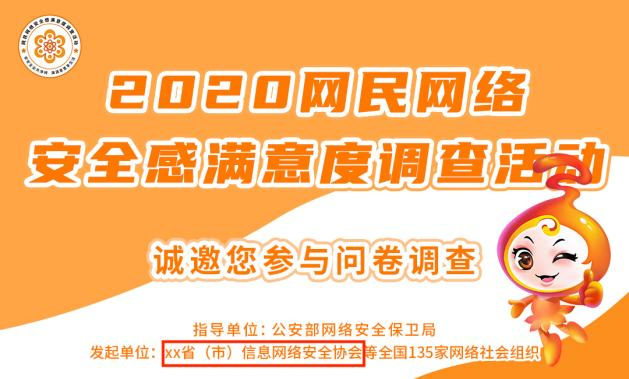 2020网民网络
安全感满意度调查活动
诚邀您参与问卷调查
指导单位：公安部网络安全保卫局
发起单位：xx省（市）信息网络安全协会等全国135家网络社会组织